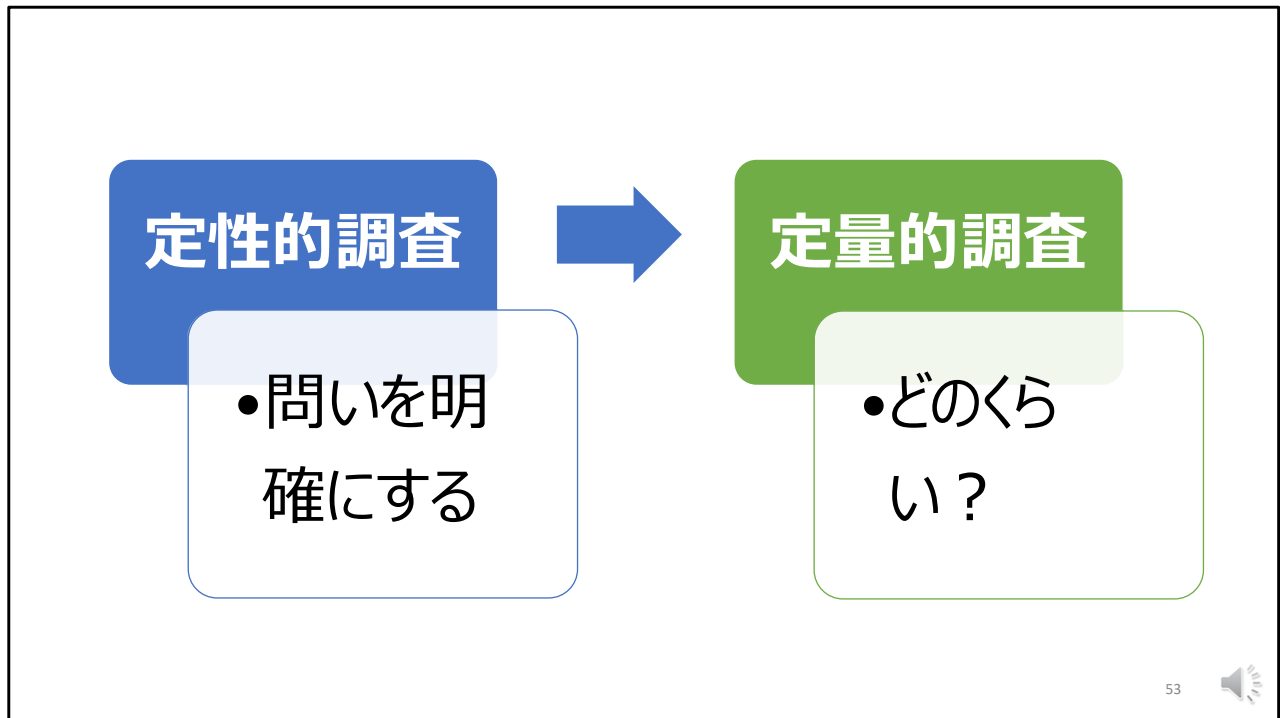 定性的調査
•問いを明
確にする
定量的調査
•どのくら
い？
53